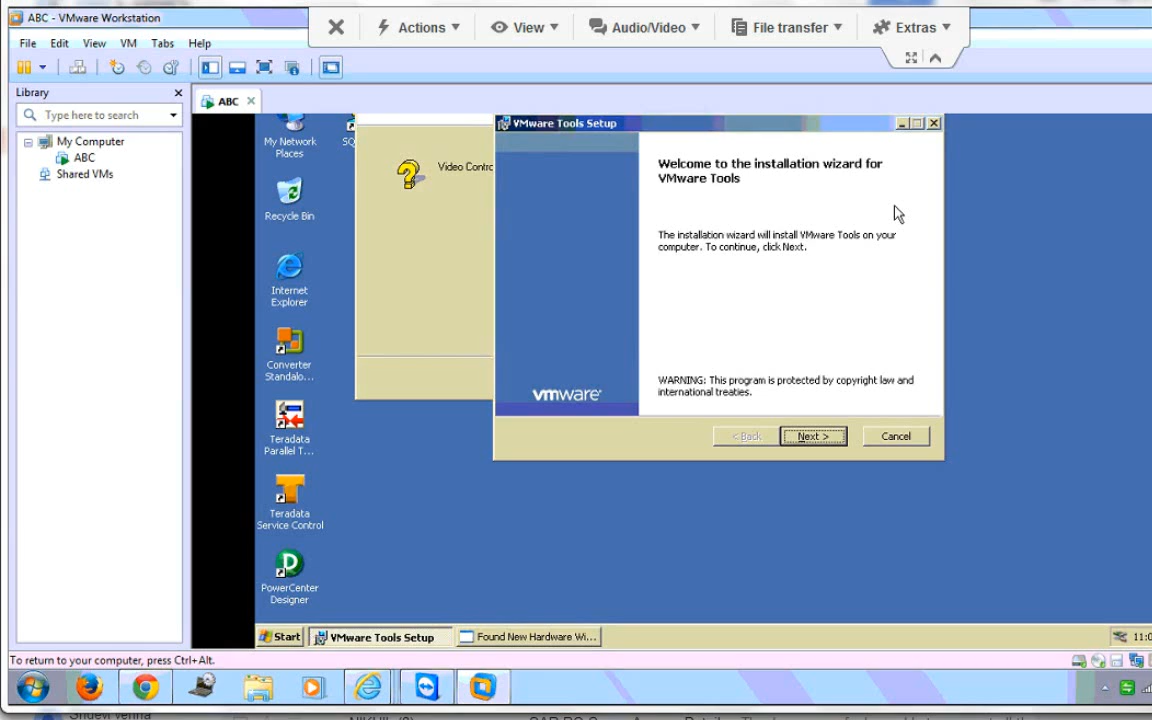 ABC - VMware Workstation
Actions
View
Audio/Video
File transfer
Extras
File Edit View VM Tabs Help
Library
ABC
Type here to search
My Computer
ABC
Shared VMs
My Network
Places
SQ
Recycle Bin
Internet
Explorer
Converter
Standalo...
Teradata
Parallel T...
Teradata
Service Control
PowerCenter
Designer
Video Contro
VMware Tools Setup
Welcome to the installation wizard for
VMware Tools
The installation wizard will install VMware Tools on your
computer. To continue, click Next.
WARNING: This program is protected by copyright law and
international treaties.
vmware
< Back
Next >
Cancel
Start
VMware Tools Setup
Found New Hardware Wi...
11:0
To return to your computer, press Ctrl+Alt.